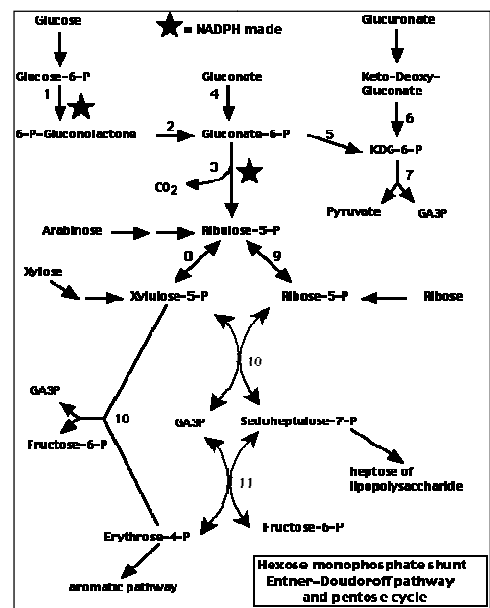 Glucose
★= NADPH made
Glucuronate
Glucose-6-P
Gluconate
Keto-Deoxy-
Gluconate
1
4
6
6-P-Gluconolactone
2
Gluconate-6-P
5
KDG-6-P
3
7
CO2
Pyruvate
GA3P
Arabinose
Ribulose-5-P
8
9
Xylose
Xylulose-5-P
Ribose-5-P
Ribose
10
GA3P
10
Fructose-6-P
GA3P
Sedoheptulose-7-P
11
heptose of
lipopolysaccharide
Fructose-6-P
Erythrose-4-P
aromatic pathway
Hexose monophosphate shunt
Entner-Doudoroff pathway
and pentose cycle